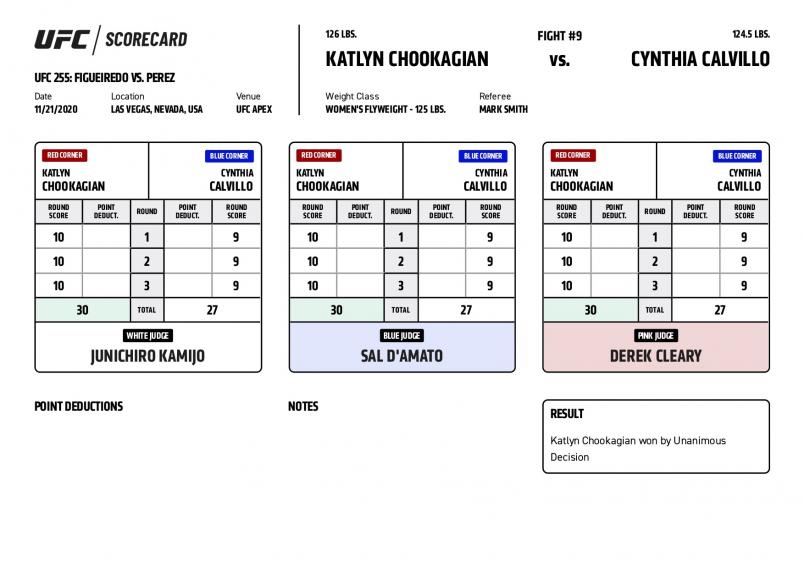 UFC SCORECARD
UFC 255: FIGUEIREDO VS. PEREZ
Date Location Venue
11/21/2020 LAS VEGAS, NEVADA, USA UFC APEX
126 LBS. FIGHT #9 124.5 LBS.
KATLYN CHOOKAGIAN VS. CYNTHIA CALVILLO
Weight Class Referee
WOMEN'S FLYWEIGHT - 125 LBS. MARK SMITH
RED CORNER BLUE CORNER
KATLYN CYNTHIA
CHOOKAGIAN CALVILLO
ROUND SCORE POINT DEDUCT. ROUND POINT DEDUCT. ROUND SCORE
10 1 9
10 2 9
10 3 9
30 TOTAL 27
WHITE JUDGE
JUNICHIRO KAMIJO
RED CORNER BLUE CORNER
KATLYN CYNTHIA
CHOOKAGIAN CALVILLO
ROUND SCORE POINT DEDUCT. ROUND POINT DEDUCT. ROUND SCORE
10 1 9
10 2 9
10 3 9
30 TOTAL 27
BLUE JUDGE
SAL D'AMATO
RED CORNER BLUE CORNER
KATLYN CYNTHIA
CHOOKAGIAN CALVILLO
ROUND SCORE POINT DEDUCT. ROUND POINT DEDUCT. ROUND SCORE
10 1 9
10 2 9
10 3 9
30 TOTAL 27
PINK JUDGE
DEREK CLEARY
POINT DEDUCTIONS
NOTES
RESULT
Katlyn Chookagian won by Unanimous
Decision